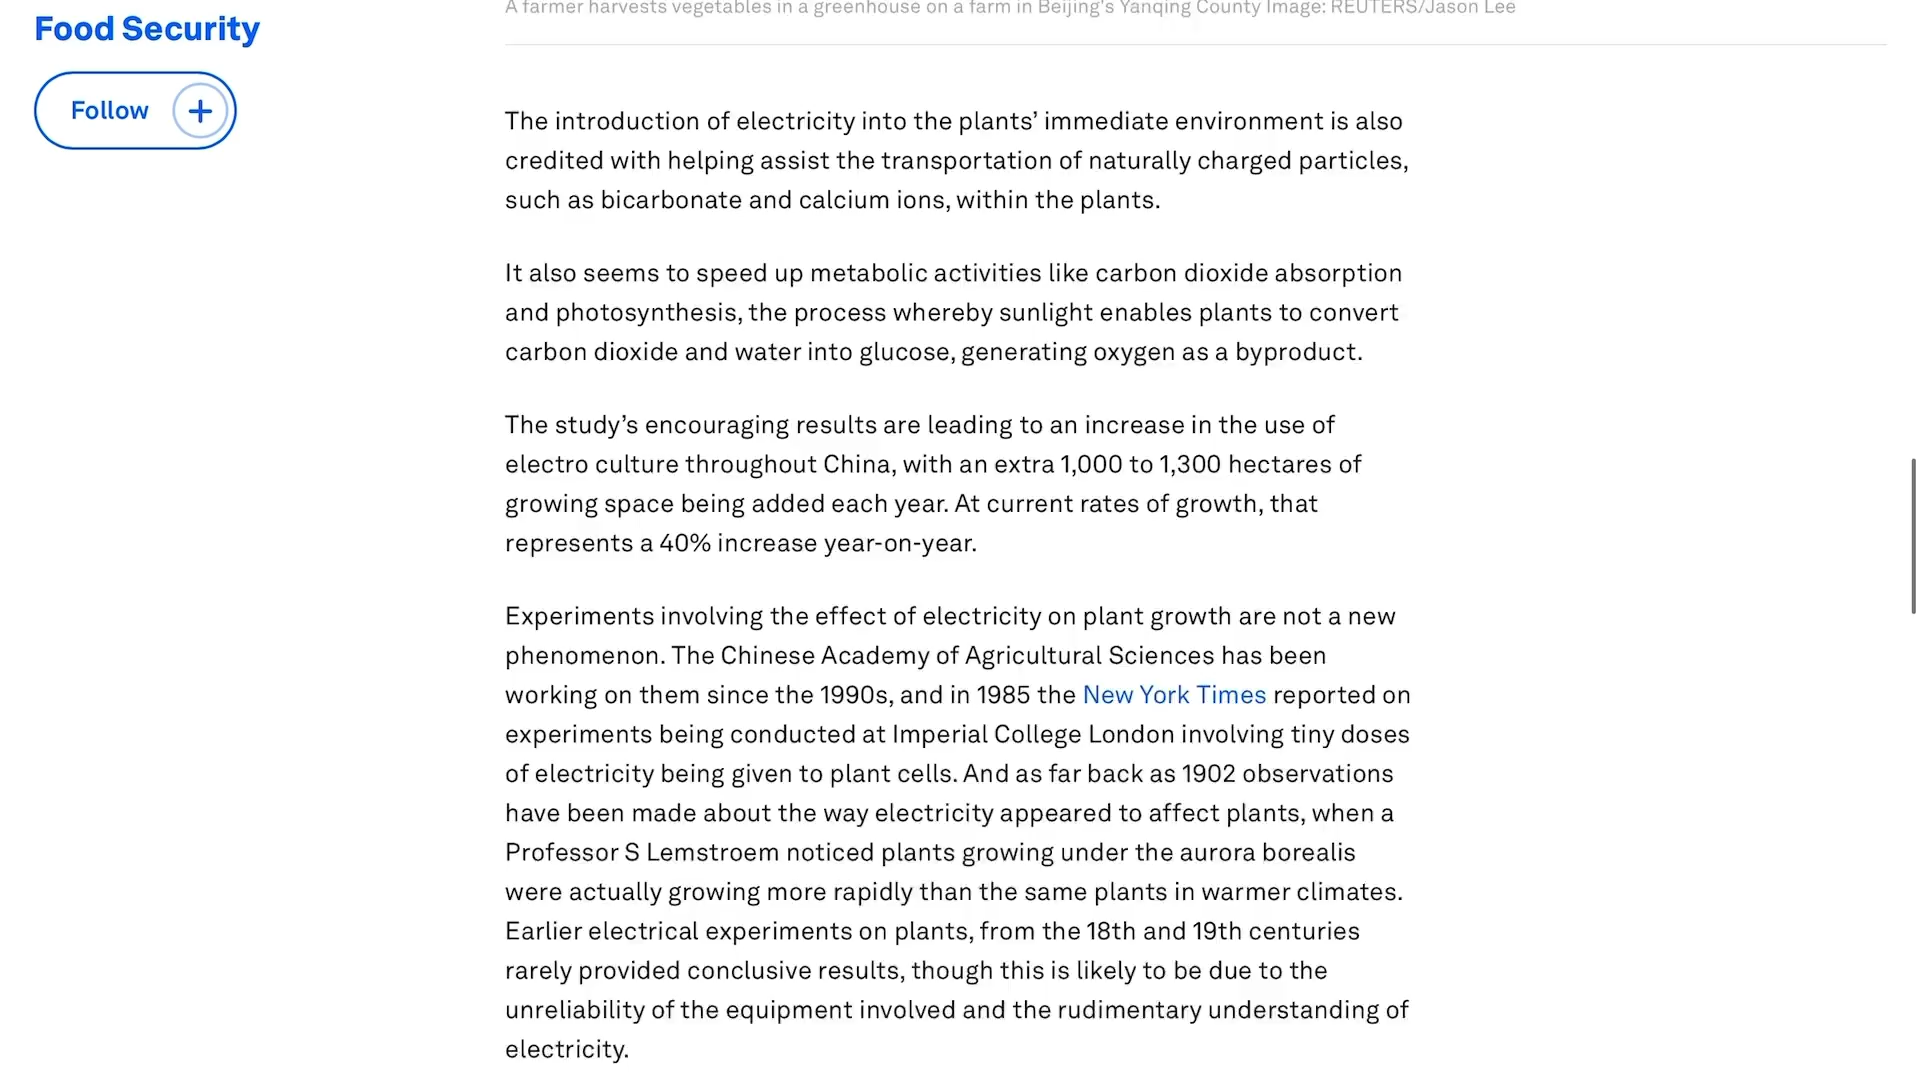 Food Security
Follow
A farmer harvests vegetables in a greenhouse on a farm in Beijing's Yanqing County Image: REUTERS/Jason Lee
The introduction of electricity into the plants’ immediate environment is also
credited with helping assist the transportation of naturally charged particles,
such as bicarbonate and calcium ions, within the plants.
It also seems to speed up metabolic activities like carbon dioxide absorption
and photosynthesis, the process whereby sunlight enables plants to convert
carbon dioxide and water into glucose, generating oxygen as a byproduct.
The study’s encouraging results are leading to an increase in the use of
electro culture throughout China, with an extra 1,000 to 1,300 hectares of
growing space being added each year. At current rates of growth, that
represents a 40% increase year-on-year.
Experiments involving the effect of electricity on plant growth are not a new
phenomenon. The Chinese Academy of Agricultural Sciences has been
working on them since the 1990s, and in 1985 the New York Times reported on
experiments being conducted at Imperial College London involving tiny doses
of electricity being given to plant cells. And as far back as 1902 observations
have been made about the way electricity appeared to affect plants, when a
Professor S Lemstroem noticed plants growing under the aurora borealis
were actually growing more rapidly than the same plants in warmer climates.
Earlier electrical experiments on plants, from the 18th and 19th centuries
rarely provided conclusive results, though this is likely to be due to the
unreliability of the equipment involved and the rudimentary understanding of
electricity.